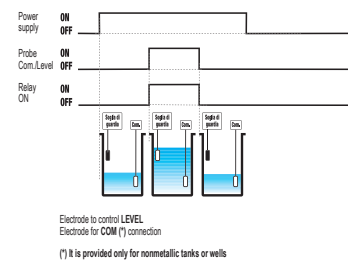 Power supply ON
OFF
Probe Com./Level ON
OFF
Relay ON ON
OFF
Soglia di guardia Com.
Soglia di guardia Com.
Soglia di guardia Com.
Electrode to control LEVEL
Electrode for COM (*) connection
(*) It is provided only for nonmetallic tanks or wells